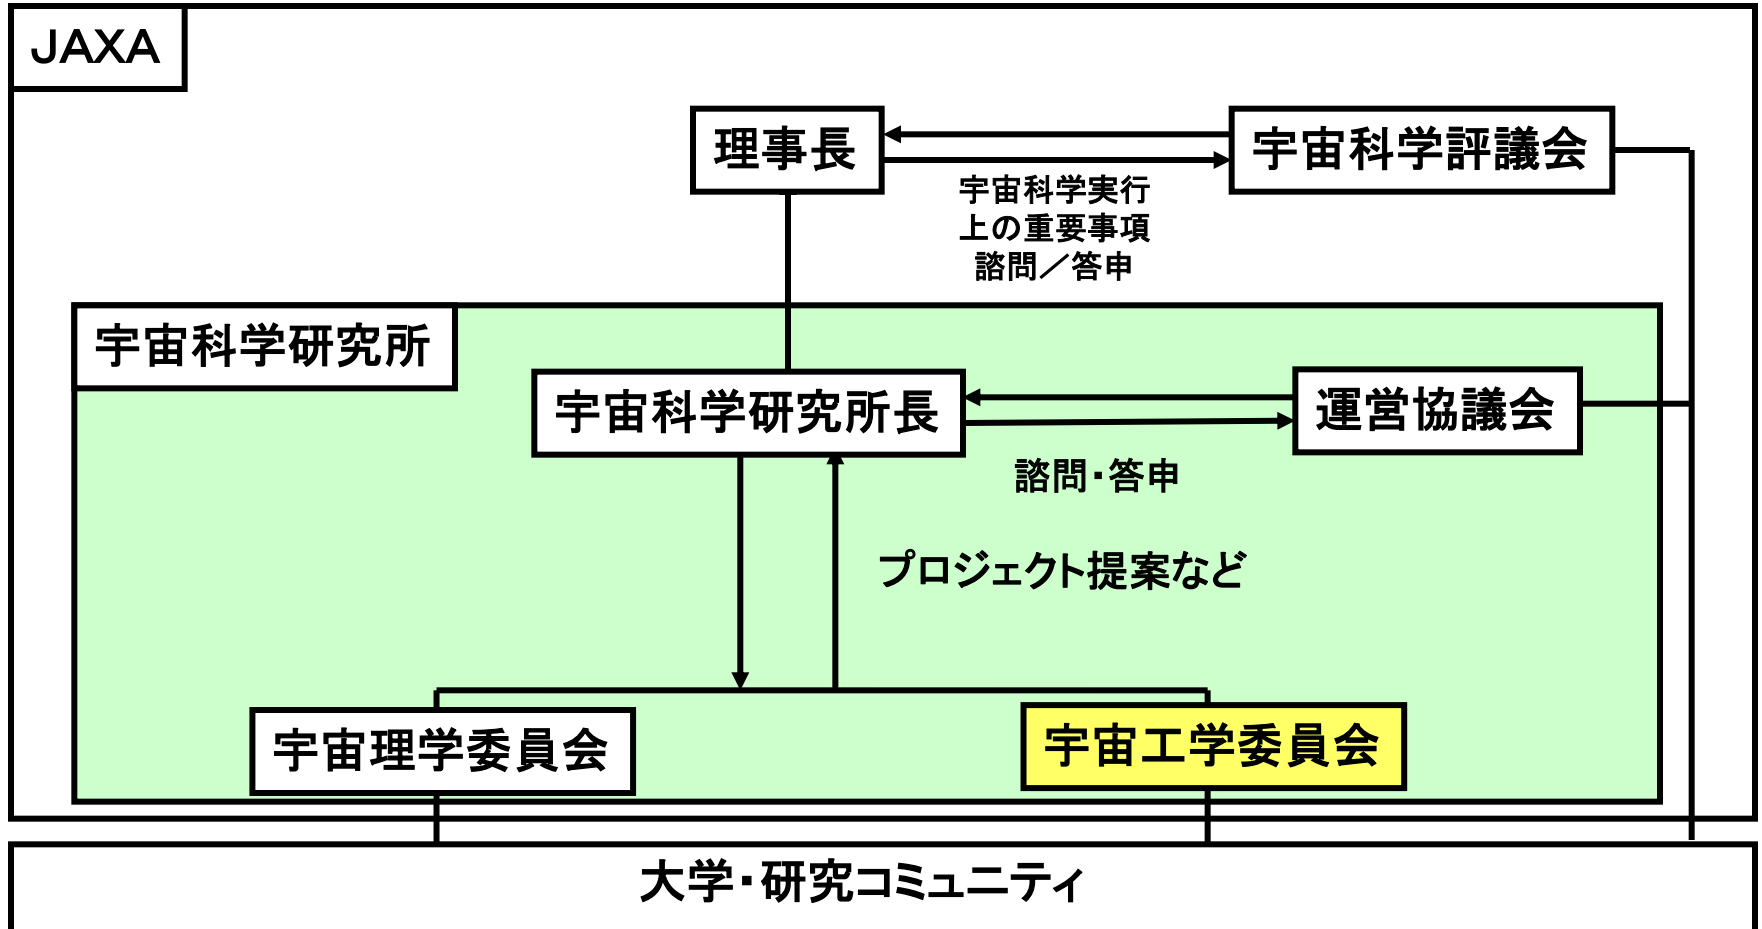 JAXA
理事長
宇宙科学評議会
宇宙科学実行
上の重要事項
諮問／答申
宇宙科学研究所
宇宙科学研究所長
運営協議会
諮問・答申
プロジェクト提案など
宇宙理学委員会
宇宙工学委員会
大学・研究コミュニティ